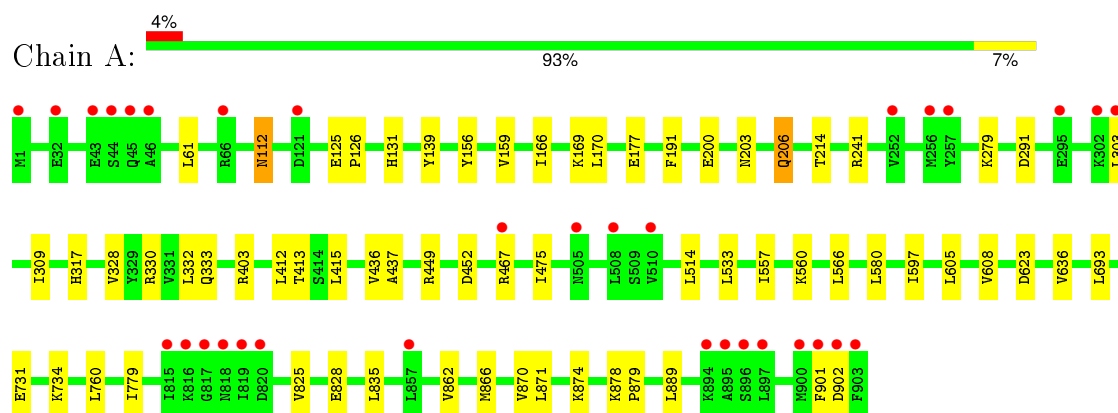 4%
Chain A:
93% 7%
M1 E32 E43 S44 Q45 A46 L61 R66 N112 D121 E125 P126 H131 Y139 Y156 V159 I166 K169 L170 E177 F191 E200 N203 Q206 T214 R241 V252 M256 Y257 K279 D291 E295 K302 L303
I309 H317 V328 Y329 R330 V331 L332 Q333 R403 L412 T413 S414 L415 V436 A437 R449 D452 R467 I475 N505 L508 S509 V510 L514 L533 I557 K560 L566 L580 I597 L605 V608 D623 V636 L693
E731 K734 L760 I779 I815 K816 G817 N818 I819 D820 V825 E828 L835 L857 V862 M866 V870 L871 K874 K878 P879 L889 K894 A895 S896 L897 M900 F901 D902 F903